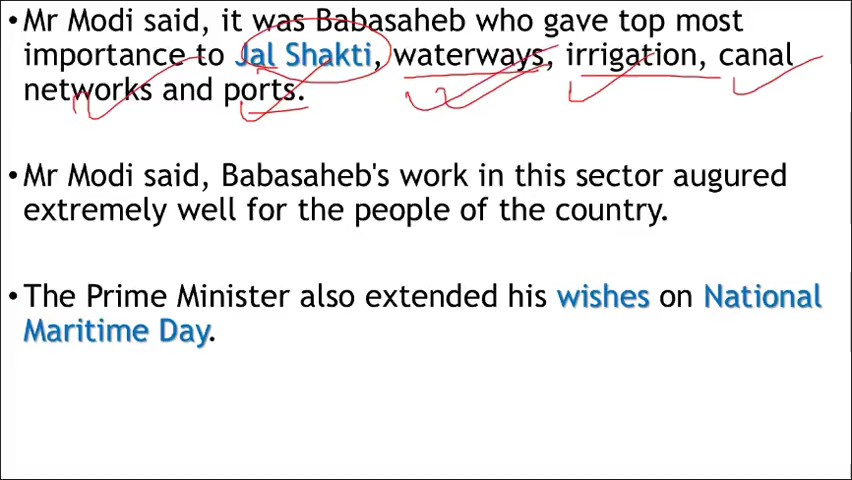 •Mr Modi said, it was Babasaheb who gave top most
importance to Jal Shakti, waterways, irrigation, canal
networks and ports.
•Mr Modi said, Babasaheb's work in this sector augured
extremely well for the people of the country.
•The Prime Minister also extended his wishes on National
Maritime Day.